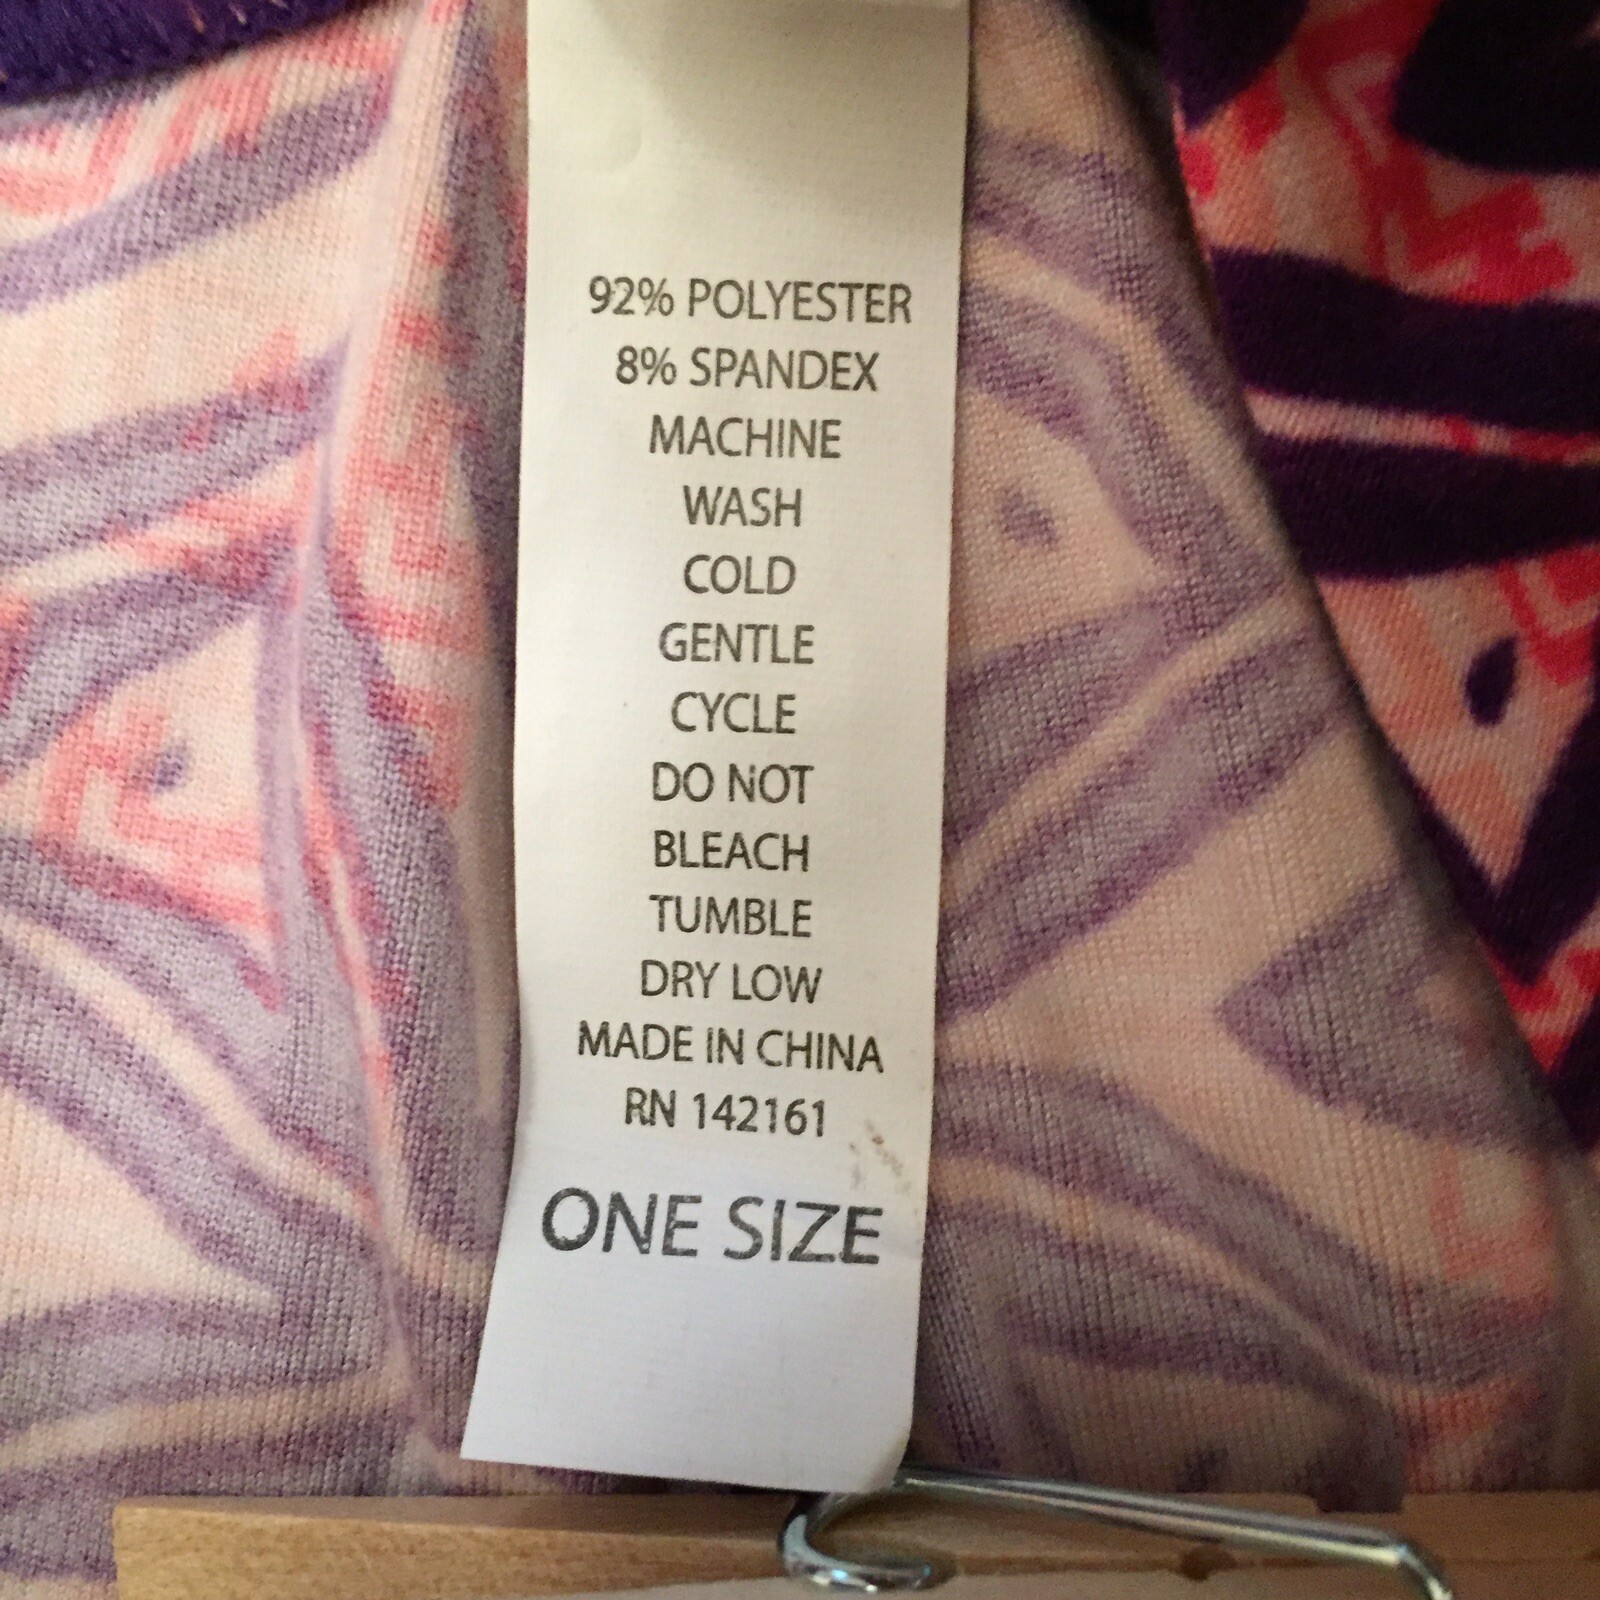 92% POLYESTER
8% SPANDEX
MACHINE
WASH
COLD
GENTLE
CYCLE
DO NOT
BLEACH
TUMBLE
DRY LOW
MADE IN CHINA
RN 142161
ONE SIZE